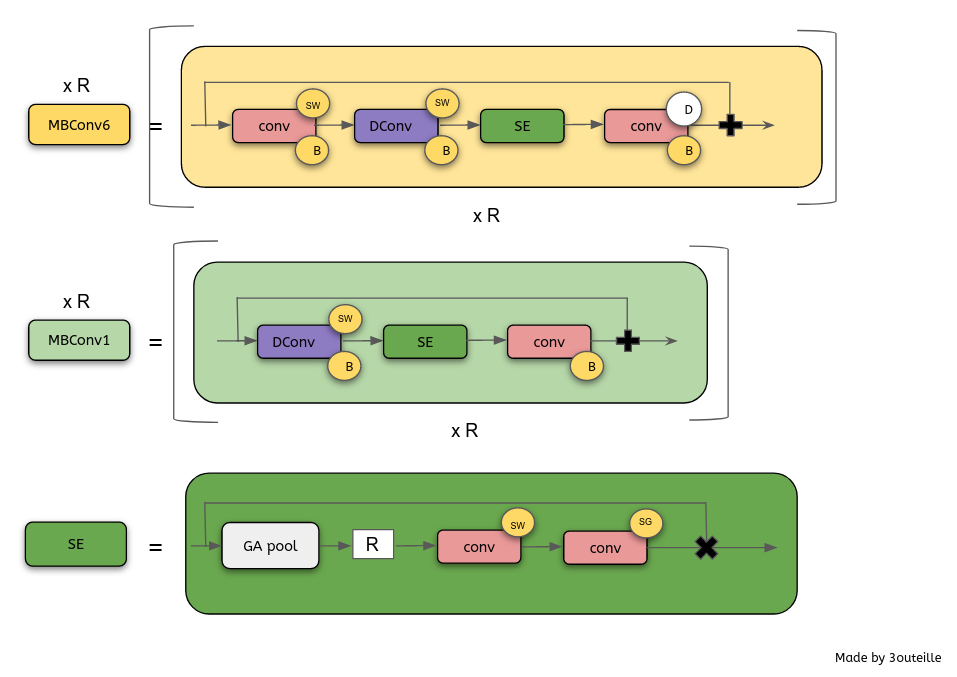 x R
MBConv6
=
conv
SW
B
DConv
SW
B
SE
conv
D
B
x R
x R
MBConv1
=
DConv
SW
B
SE
conv
B
x R
SE
=
GA pool
R
conv
SW
conv
SG
Made by 3outeille